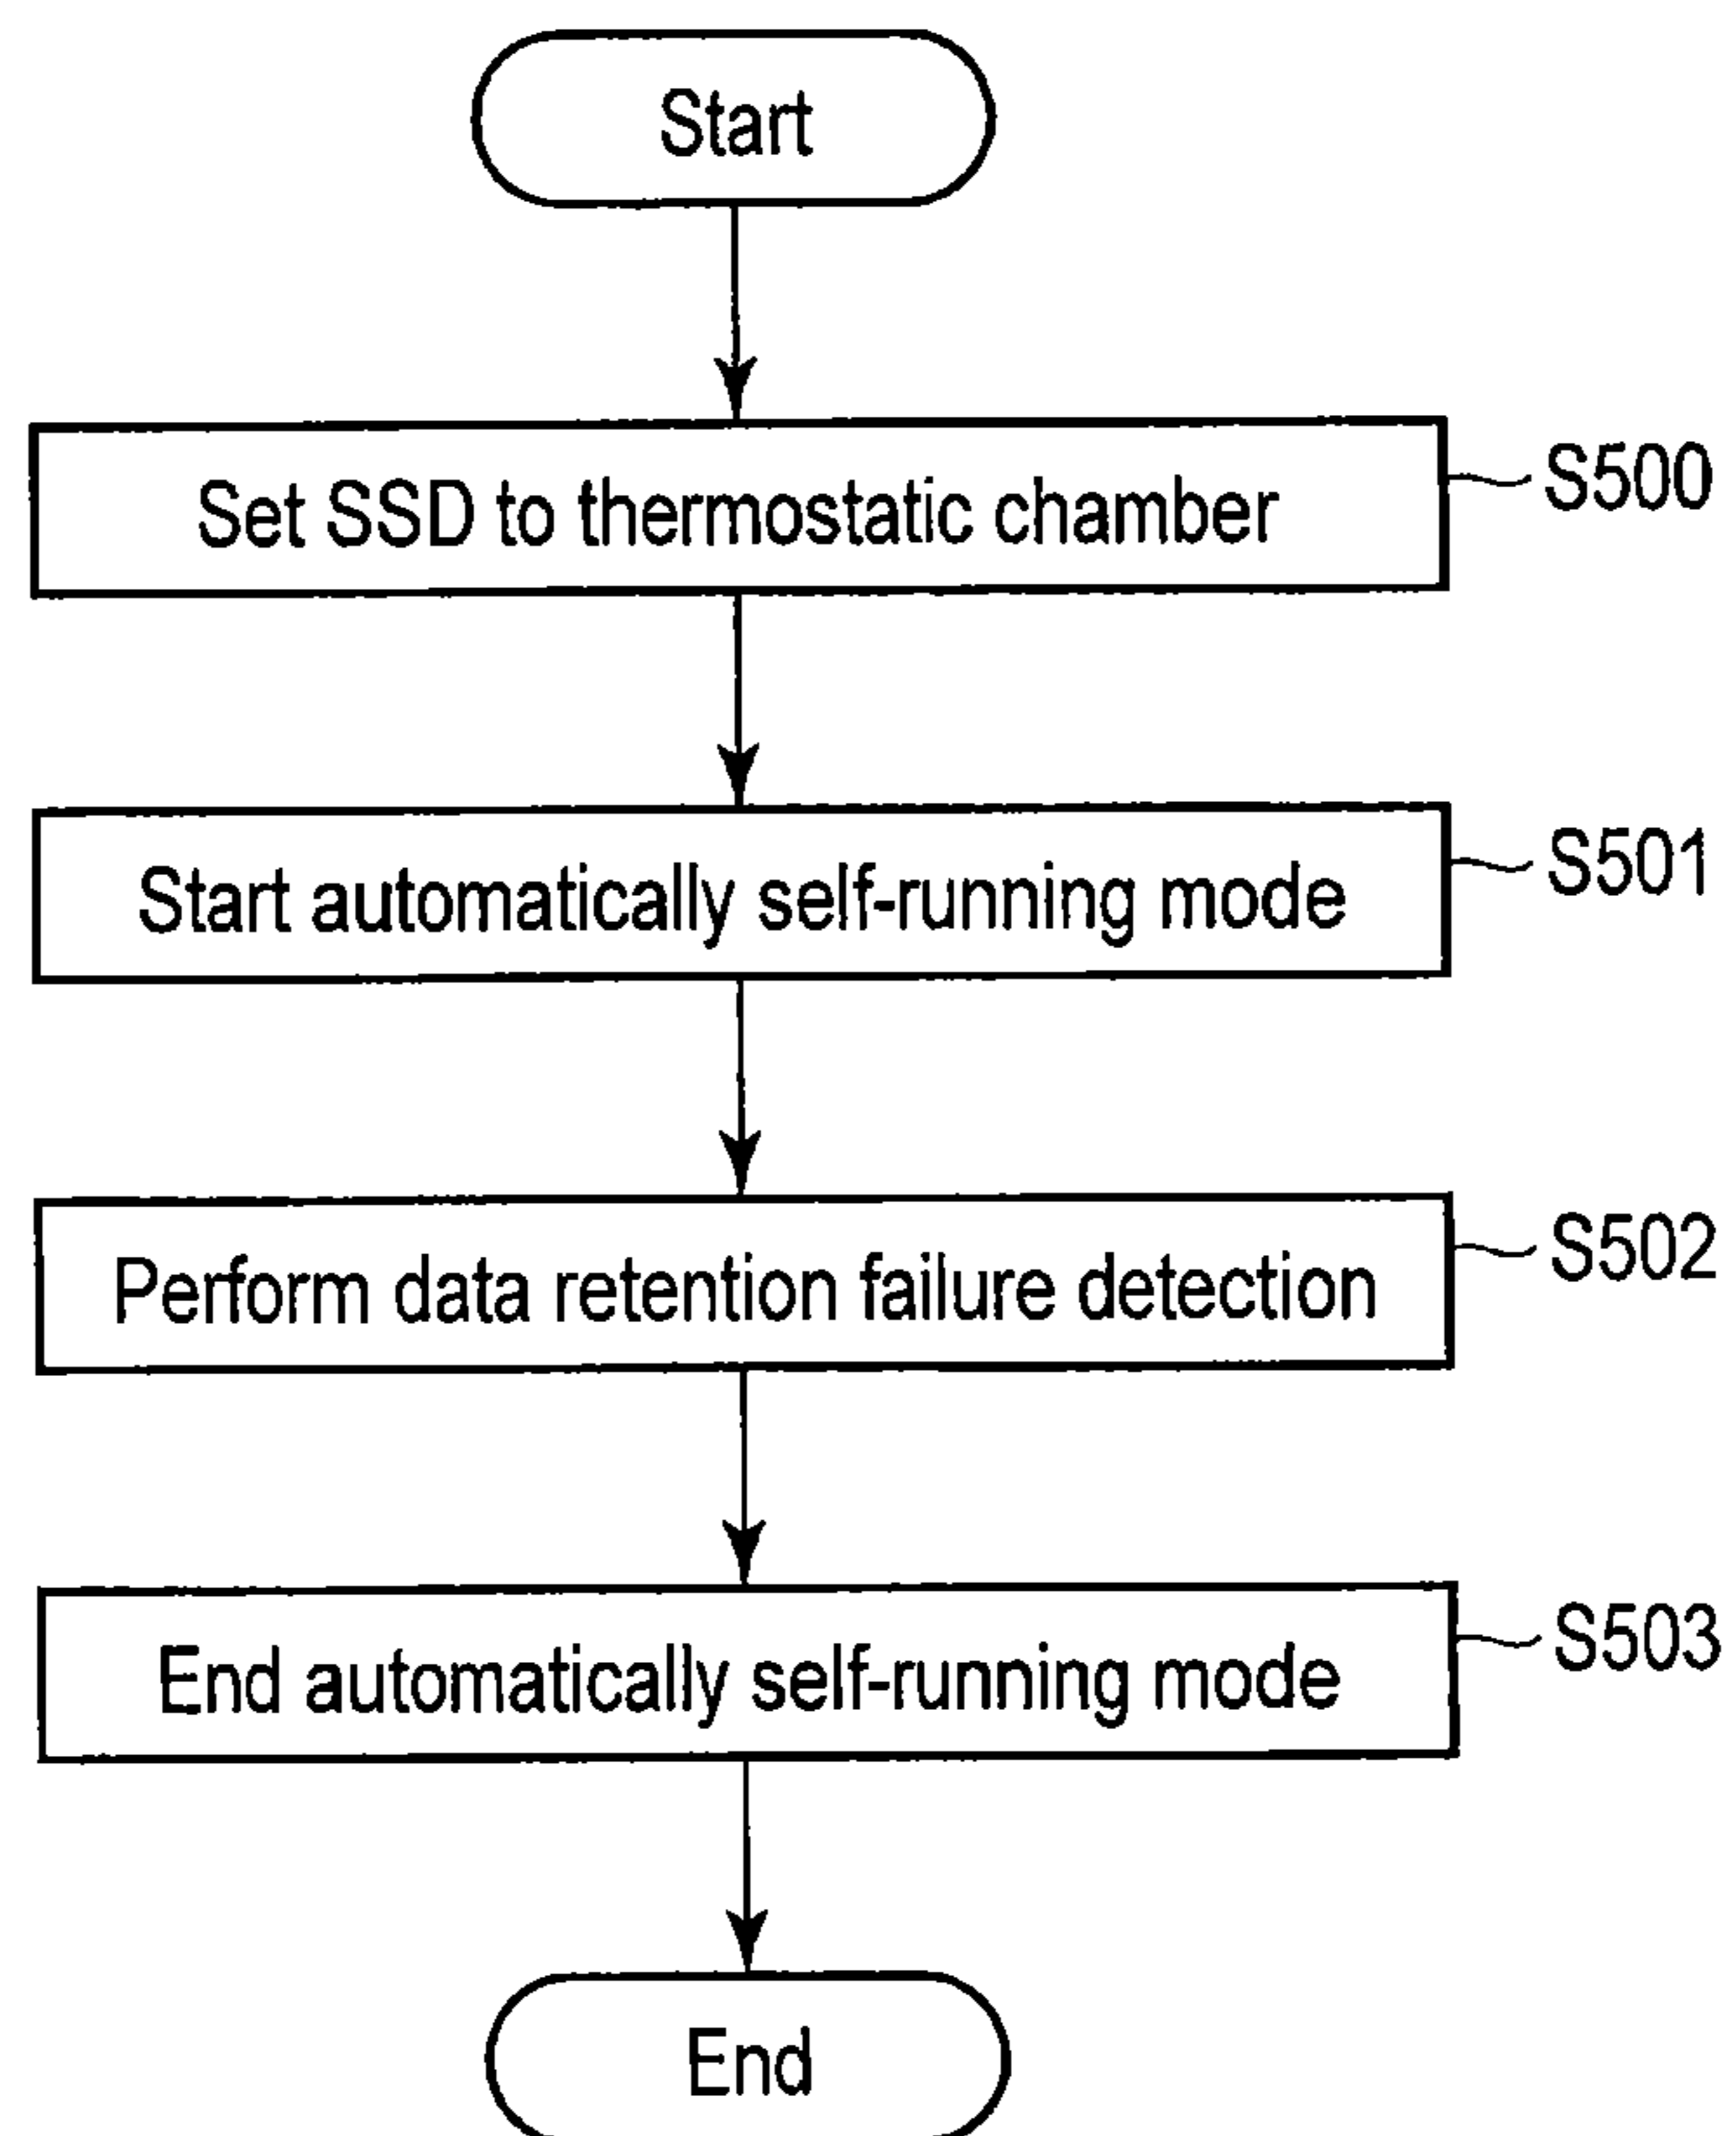 Start
Set SSD to thermostatic chamber
S500
Start automatically self-running mode
S501
Perform data retention failure detection
S502
End automatically self-running mode
S503
End